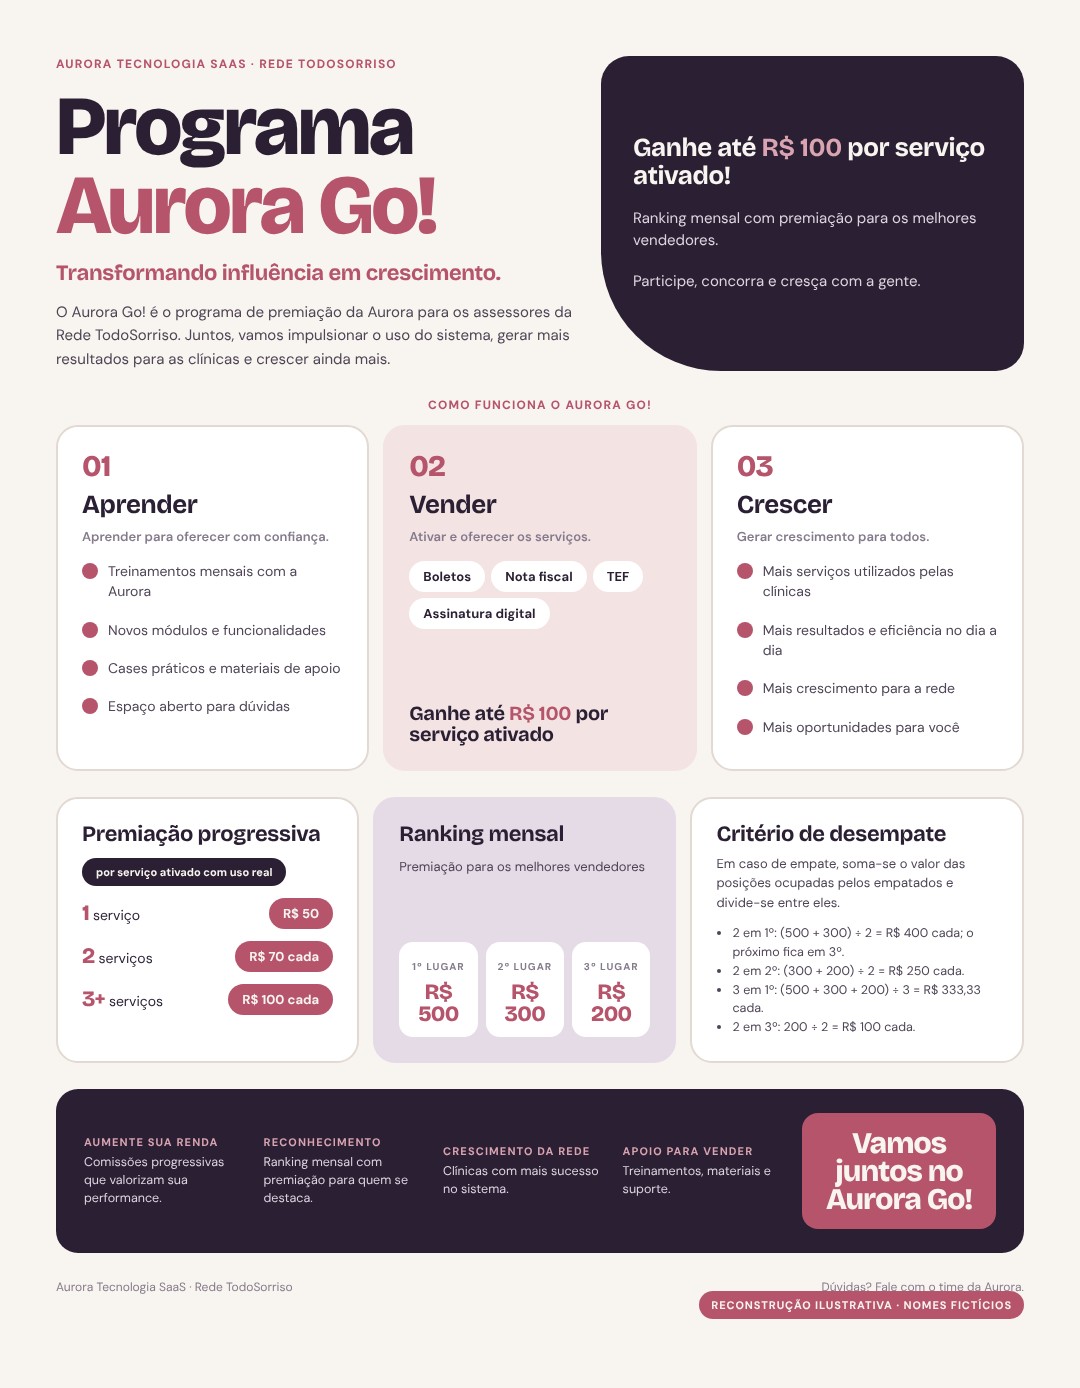 AURORA TECNOLOGIA SAAS · REDE TODOSORRISO
Programa
Aurora Go!
Transformando influência em crescimento.
O Aurora Go! é o programa de premiação da Aurora para os assessores da
Rede TodoSorriso. Juntos, vamos impulsionar o uso do sistema, gerar mais
resultados para as clínicas e crescer ainda mais.
Ganhe até R$ 100 por serviço
ativado!
Ranking mensal com premiação para os melhores
vendedores.
Participe, concorra e cresça com a gente.
COMO FUNCIONA O AURORA GO!
01
Aprender
Aprender para oferecer com confiança.
Treinamentos mensais com a
Aurora
Novos módulos e funcionalidades
Cases práticos e materiais de apoio
Espaço aberto para dúvidas
02
Vender
Ativar e oferecer os serviços.
Boletos Nota fiscal TEF
Assinatura digital
Ganhe até R$ 100 por
serviço ativado
03
Crescer
Gerar crescimento para todos.
Mais serviços utilizados pelas
clínicas
Mais resultados e eficiência no dia a
dia
Mais crescimento para a rede
Mais oportunidades para você
Premiação progressiva
por serviço ativado com uso real
1 serviço R$ 50
2 serviços R$ 70 cada
3+ serviços R$ 100 cada
Ranking mensal
Premiação para os melhores vendedores
1º LUGAR
R$
500
2º LUGAR
R$
300
3º LUGAR
R$
200
Critério de desempate
Em caso de empate, soma-se o valor das
posições ocupadas pelos empatados e
divide-se entre eles.
• 2 em 1º: (500 + 300) ÷ 2 = R$ 400 cada; o
próximo fica em 3º.
• 2 em 2º: (300 + 200) ÷ 2 = R$ 250 cada.
• 3 em 1º: (500 + 300 + 200) ÷ 3 = R$ 333,33
cada.
• 2 em 3º: 200 ÷ 2 = R$ 100 cada.
AUMENTE SUA RENDA
Comissões progressivas
que valorizam sua
performance.
RECONHECIMENTO
Ranking mensal com
premiação para quem se
destaca.
CRESCIMENTO DA REDE
Clínicas com mais sucesso
no sistema.
APOIO PARA VENDER
Treinamentos, materiais e
suporte.
Vamos
juntos no
Aurora Go!
Aurora Tecnologia SaaS · Rede TodoSorriso
Dúvidas? Fale com o time da Aurora.
RECONSTRUÇÃO ILUSTRATIVA · NOMES FICTÍCIOS